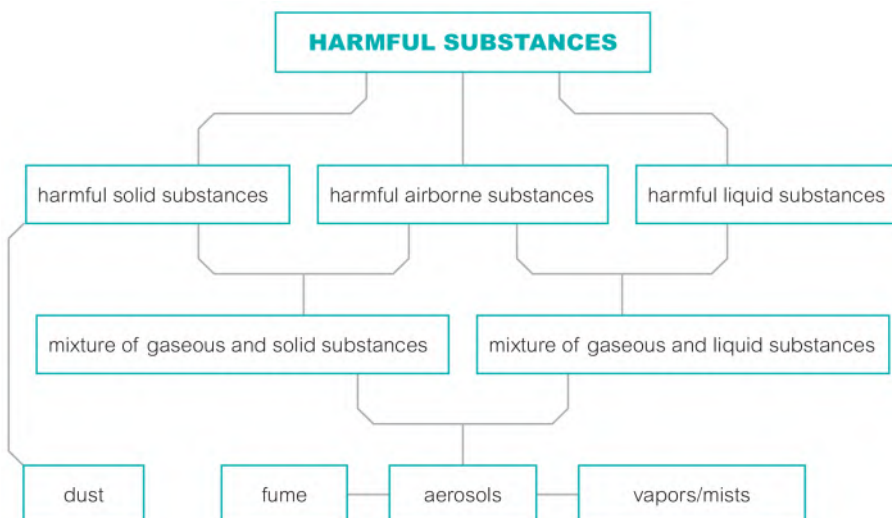 HARMFUL SUBSTANCES
harmful solid substances
harmful airborne substances
harmful liquid substances
mixture of gaseous and solid substances
mixture of gaseous and liquid substances
dust
fume
aerosols
vapors/mists